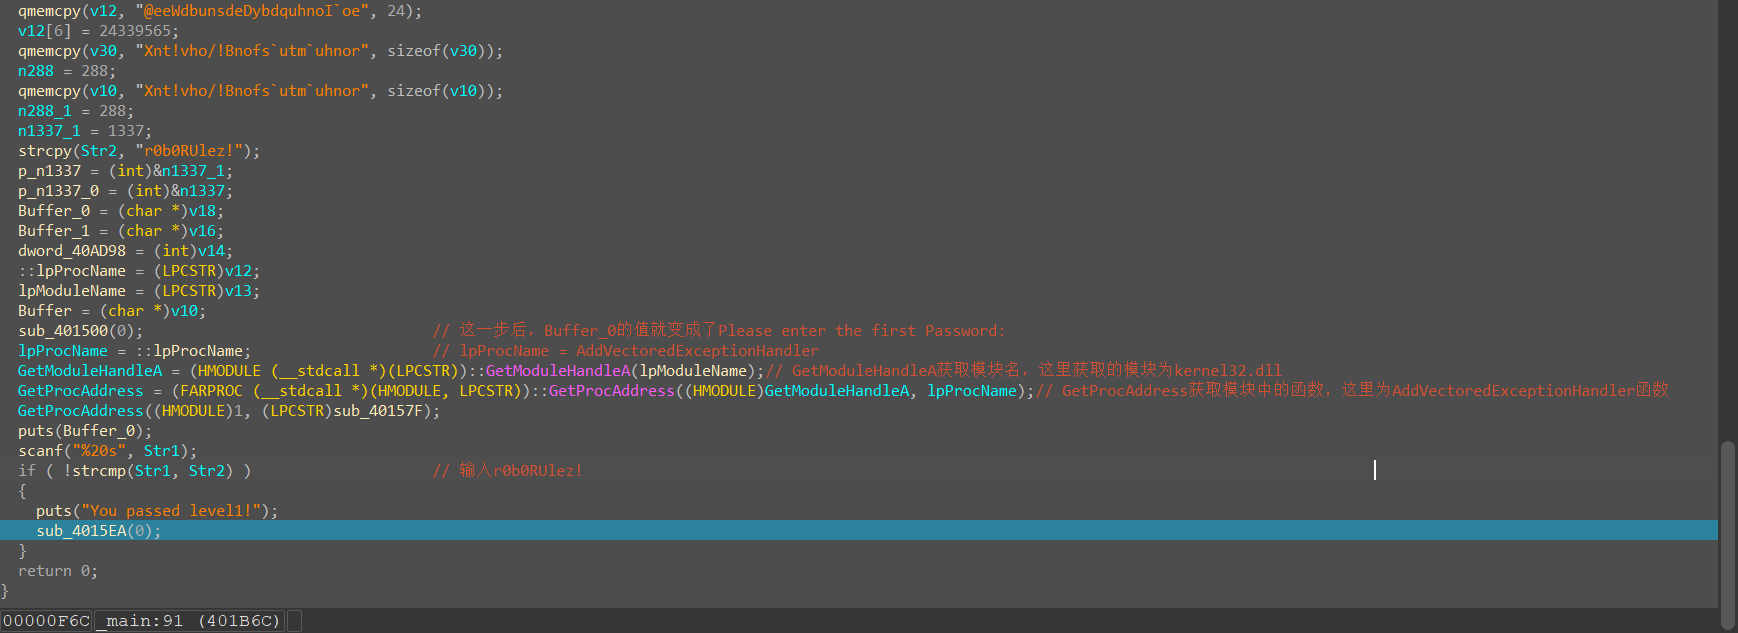 qmemcpy(v12, "@eeWdbunsdeDybdquhnoI`oe", 24);
v12[6] = 24339565;
qmemcpy(v30, "Xnt!vho/!Bnofs`utm`uhnor", sizeof(v30));
n288 = 288;
qmemcpy(v10, "Xnt!vho/!Bnofs`utm`uhnor", sizeof(v10));
n288_1 = 288;
n1337_1 = 1337;
strcpy(Str2, "r0b0RUlez!");
p_n1337 = (int)&n1337_1;
p_n1337_0 = (int)&n1337;
Buffer_0 = (char *)v18;
Buffer_1 = (char *)v16;
dword_40AD98 = (int)v14;
::lpProcName = (LPCSTR)v12;
lpModuleName = (LPCSTR)v13;
Buffer = (char *)v10;
sub_401500(0); // 这一步后，Buffer_0的值就变成了Please enter the first Password:
lpProcName = ::lpProcName; // lpProcName = AddVectoredExceptionHandler
GetModuleHandleA = (HMODULE (__stdcall *)(LPCSTR))::GetModuleHandleA(lpModuleName);// GetModuleHandleA获取模块名，这里获取的模块为kernel32.dll
GetProcAddress = (FARPROC (__stdcall *)(HMODULE, LPCSTR))::GetProcAddress((HMODULE)GetModuleHandleA, lpProcName);// GetProcAddress获取模块中的函数，这里为AddVectoredExceptionHandler函数
GetProcAddress((HMODULE)1, (LPCSTR)sub_40157F);
puts(Buffer_0);
scanf("%20s", Str1);
if ( !strcmp(Str1, Str2) ) // 输入r0b0RUlez!
{
puts("You passed level1!");
sub_4015EA(0);
}
return 0;
}
00000F6C _main:91 (401B6C)